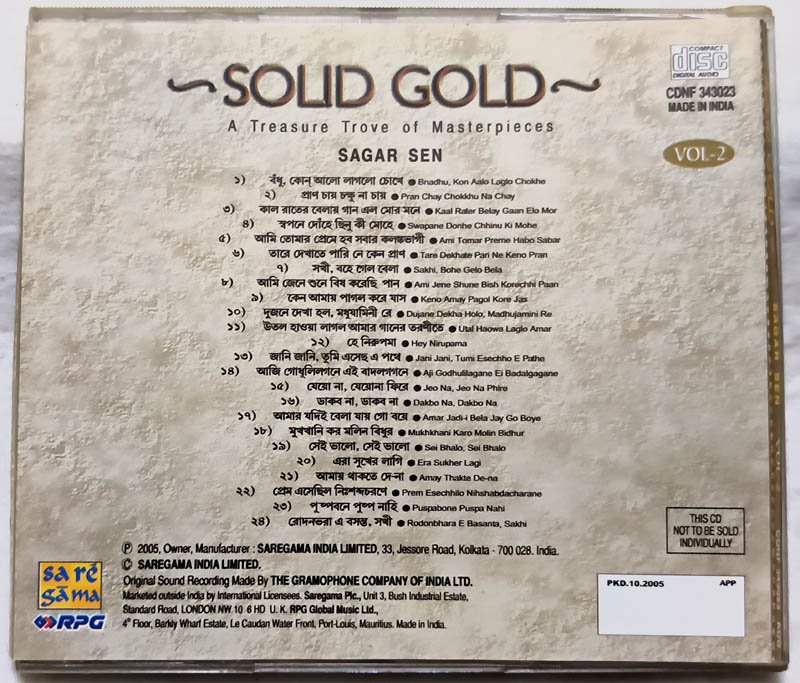 COMPACT
disc
DIGITAL AUDIO
CDNF 343023
MADE IN INDIA
~SOLID GOLD~
A Treasure Trove of Masterpieces
SAGAR SEN
VOL-2
১) বঁধু, কোন্ আলো লাগলো চোখে ● Bnadhu, Kon Aalo Laglo Chokhe
২) প্রাণ চায় চক্ষু না চায় ● Pran Chay Chokkhu Na Chay
৩) কাল রাতের বেলায় গান এল মোর মনে ● Kaal Rater Belay Gaan Elo Mor
৪) স্বপনে দোঁহে ছিনু কী মোহে ● Swapane Donhe Chhinu Ki Mohe
৫) আমি তোমার প্রেমে হব সবার কলঙ্কভাগী ● Ami Tomar Preme Habo Sabar
৬) তারে দেখাতে পারি নে কেন প্রাণ ● Tare Dekhate Pari Ne Keno Pran
৭) সখী, বহে গেল বেলা ● Sakhi, Bohe Gelo Bela
৮) আমি জেনে শুনে বিষ করেছি পান ● Ami Jene Shune Bish Korechhi Paan
৯) কেন আমায় পাগল করে যাস ● Keno Amay Pagol Kore Jas
১০) দুজনে দেখা হল, মধুযামিনী রে ● Dujane Dekha Holo, Madhujamini Re
১১) উতল হাওয়া লাগল আমার গানের তরণীতে ● Utal Haowa Laglo Amar
১২) হে নিরুপমা ● Hey Nirupama
১৩) জানি জানি, তুমি এসেছ এ পথে ● Jani Jani, Tumi Esechho E Pathe
১৪) আজি গোধূলিলগনে এই বাদলগগনে ● Aji Godhulilagane Ei Badalgagane
১৫) যেয়ো না, যেয়োনা ফিরে ● Jeo Na, Jeo Na Phire
১৬) ডাকব না, ডাকব না ● Dakbo Na, Dakbo Na
১৭) আমার যদিই বেলা যায় গো বয়ে ● Amar Jadi-i Bela Jay Go Boye
১৮) মুখখানি কর মলিন বিধুর ● Mukhkhani Karo Molin Bidhur
১৯) সেই ভালো, সেই ভালো ● Sei Bhalo, Sei Bhalo
২০) এরা সুখের লাগি ● Era Sukher Lagi
২১) আমায় থাকতে দে-না ● Amay Thakte De-na
২২) প্রেম এসেছিল নিঃশব্দচরণে ● Prem Esechhilo Nihshabdacharane
২৩) পুষ্পবনে পুষ্প নাহি ● Puspabone Puspa Nahi
২৪) রোদনভরা এ বসন্ত, সখী ● Rodonbhara E Basanta, Sakhi
THIS CD
NOT TO BE SOLD
INDIVIDUALLY
℗ 2005, Owner, Manufacturer : SAREGAMA INDIA LIMITED, 33, Jessore Road, Kolkata - 700 028. India.
© SAREGAMA INDIA LIMITED.
Original Sound Recording Made By THE GRAMOPHONE COMPANY OF INDIA LTD.
Marketed outside India by International Licensees. Saregama Plc., Unit 3, Bush Industrial Estate,
Standard Road, LONDON NW.10 6 HD U. K. RPG Global Music Ltd.,
4th Floor, Barkly Wharf Estate, Le Caudan Water Front, Port-Louis, Mauritius. Made in India.
sa rē
gāma
RPG
PKD.10.2005 APP
SAGAR SEN VOL-2